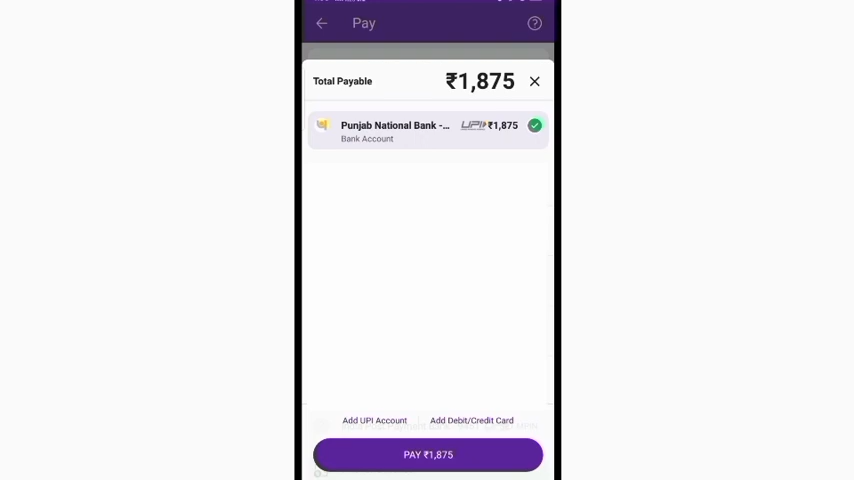 Pay
Total Payable ₹1,875
Punjab National Bank -... UPI ₹1,875
Bank Account
Add UPI Account Add Debit/Credit Card
PAY ₹1,875